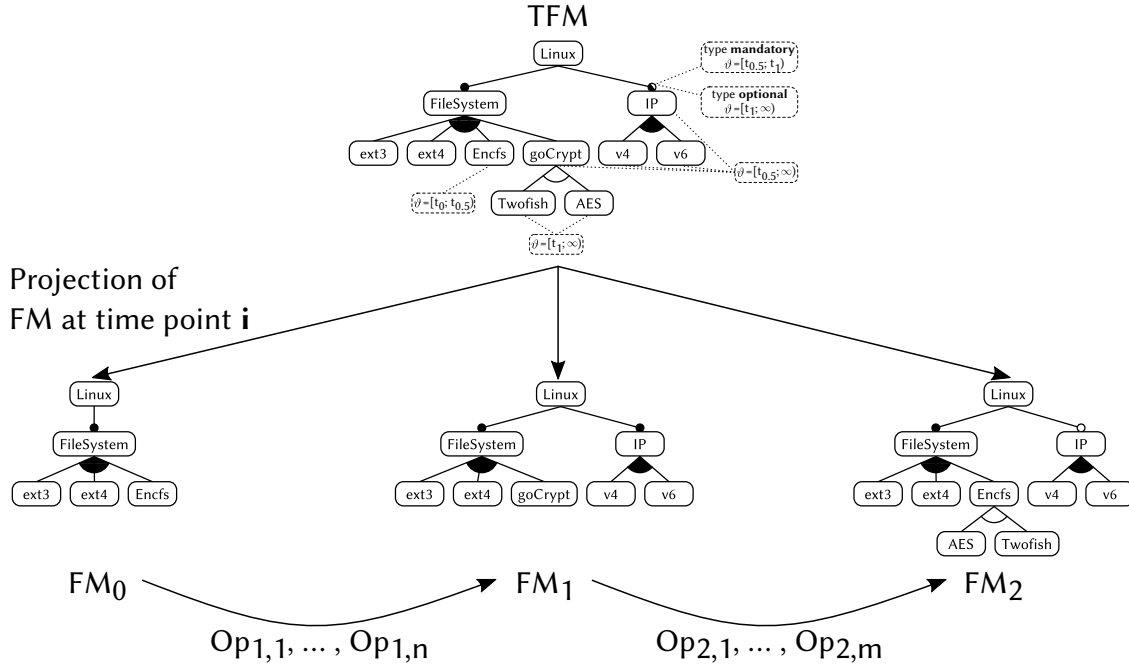 TFM
Linux
type mandatory
ϑ=[t0.5; t1)
type optional
ϑ=[t1; ∞)
FileSystem
IP
ext3
ext4
Encfs
goCrypt
v4
v6
ϑ=[t0; t0.5)
ϑ=[t0.5; ∞)
Twofish
AES
ϑ=[t1; ∞)
Projection of
FM at time point i
Linux
FileSystem
ext3
ext4
Encfs
Linux
FileSystem
IP
ext3
ext4
goCrypt
v4
v6
Linux
FileSystem
IP
ext3
ext4
Encfs
v4
v6
AES
Twofish
FM0
FM1
FM2
Op1,1, ... , Op1,n
Op2,1, ... , Op2,m